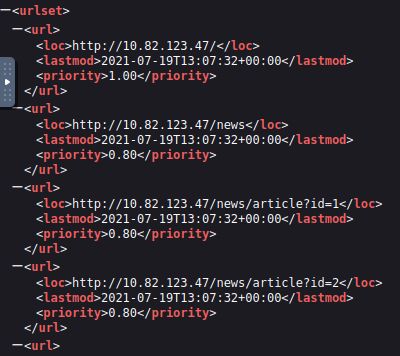 —<urlset>
—<url>
<loc>http://10.82.123.47/</loc>
<lastmod>2021-07-19T13:07:32+00:00</lastmod>
<priority>1.00</priority>
</url>
—<url>
<loc>http://10.82.123.47/news</loc>
<lastmod>2021-07-19T13:07:32+00:00</lastmod>
<priority>0.80</priority>
</url>
—<url>
<loc>http://10.82.123.47/news/article?id=1</loc>
<lastmod>2021-07-19T13:07:32+00:00</lastmod>
<priority>0.80</priority>
</url>
—<url>
<loc>http://10.82.123.47/news/article?id=2</loc>
<lastmod>2021-07-19T13:07:32+00:00</lastmod>
<priority>0.80</priority>
</url>
—<url>